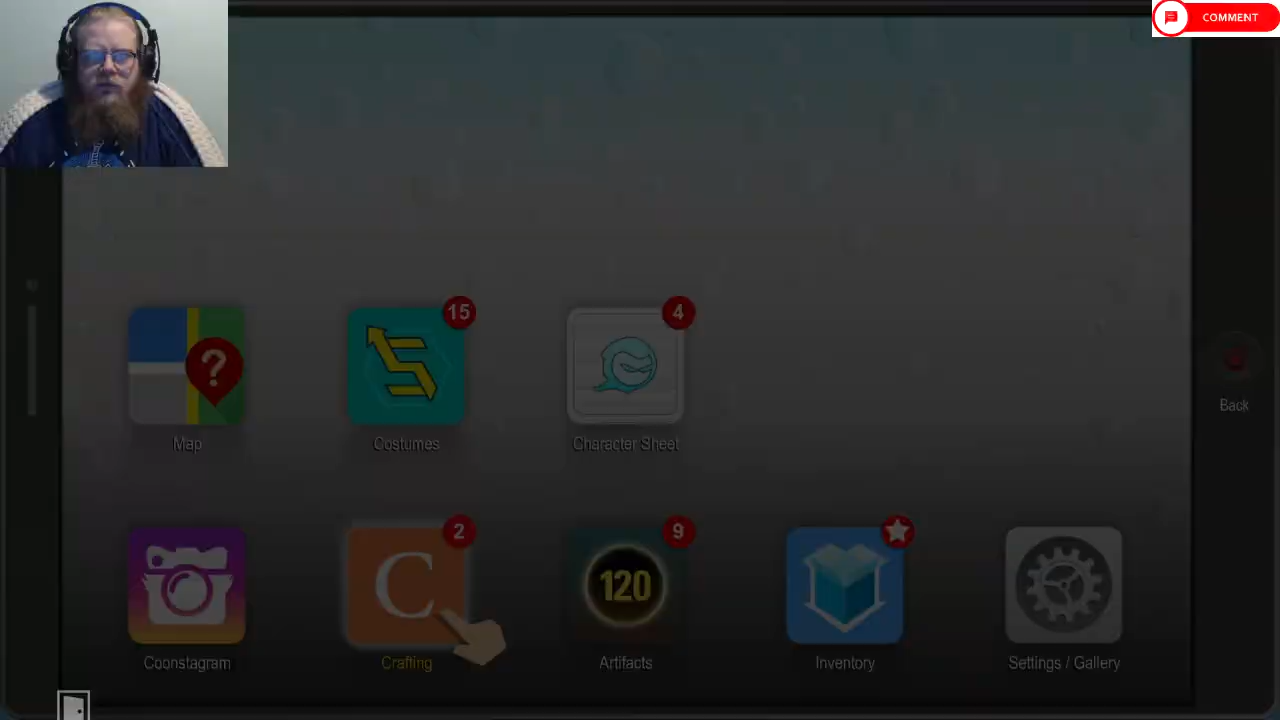 COMMENT
15
4
?
Map
Costumes
Character Sheet
Back
2
9
C
120
Coonstagram
Crafting
Artifacts
Inventory
Settings / Gallery